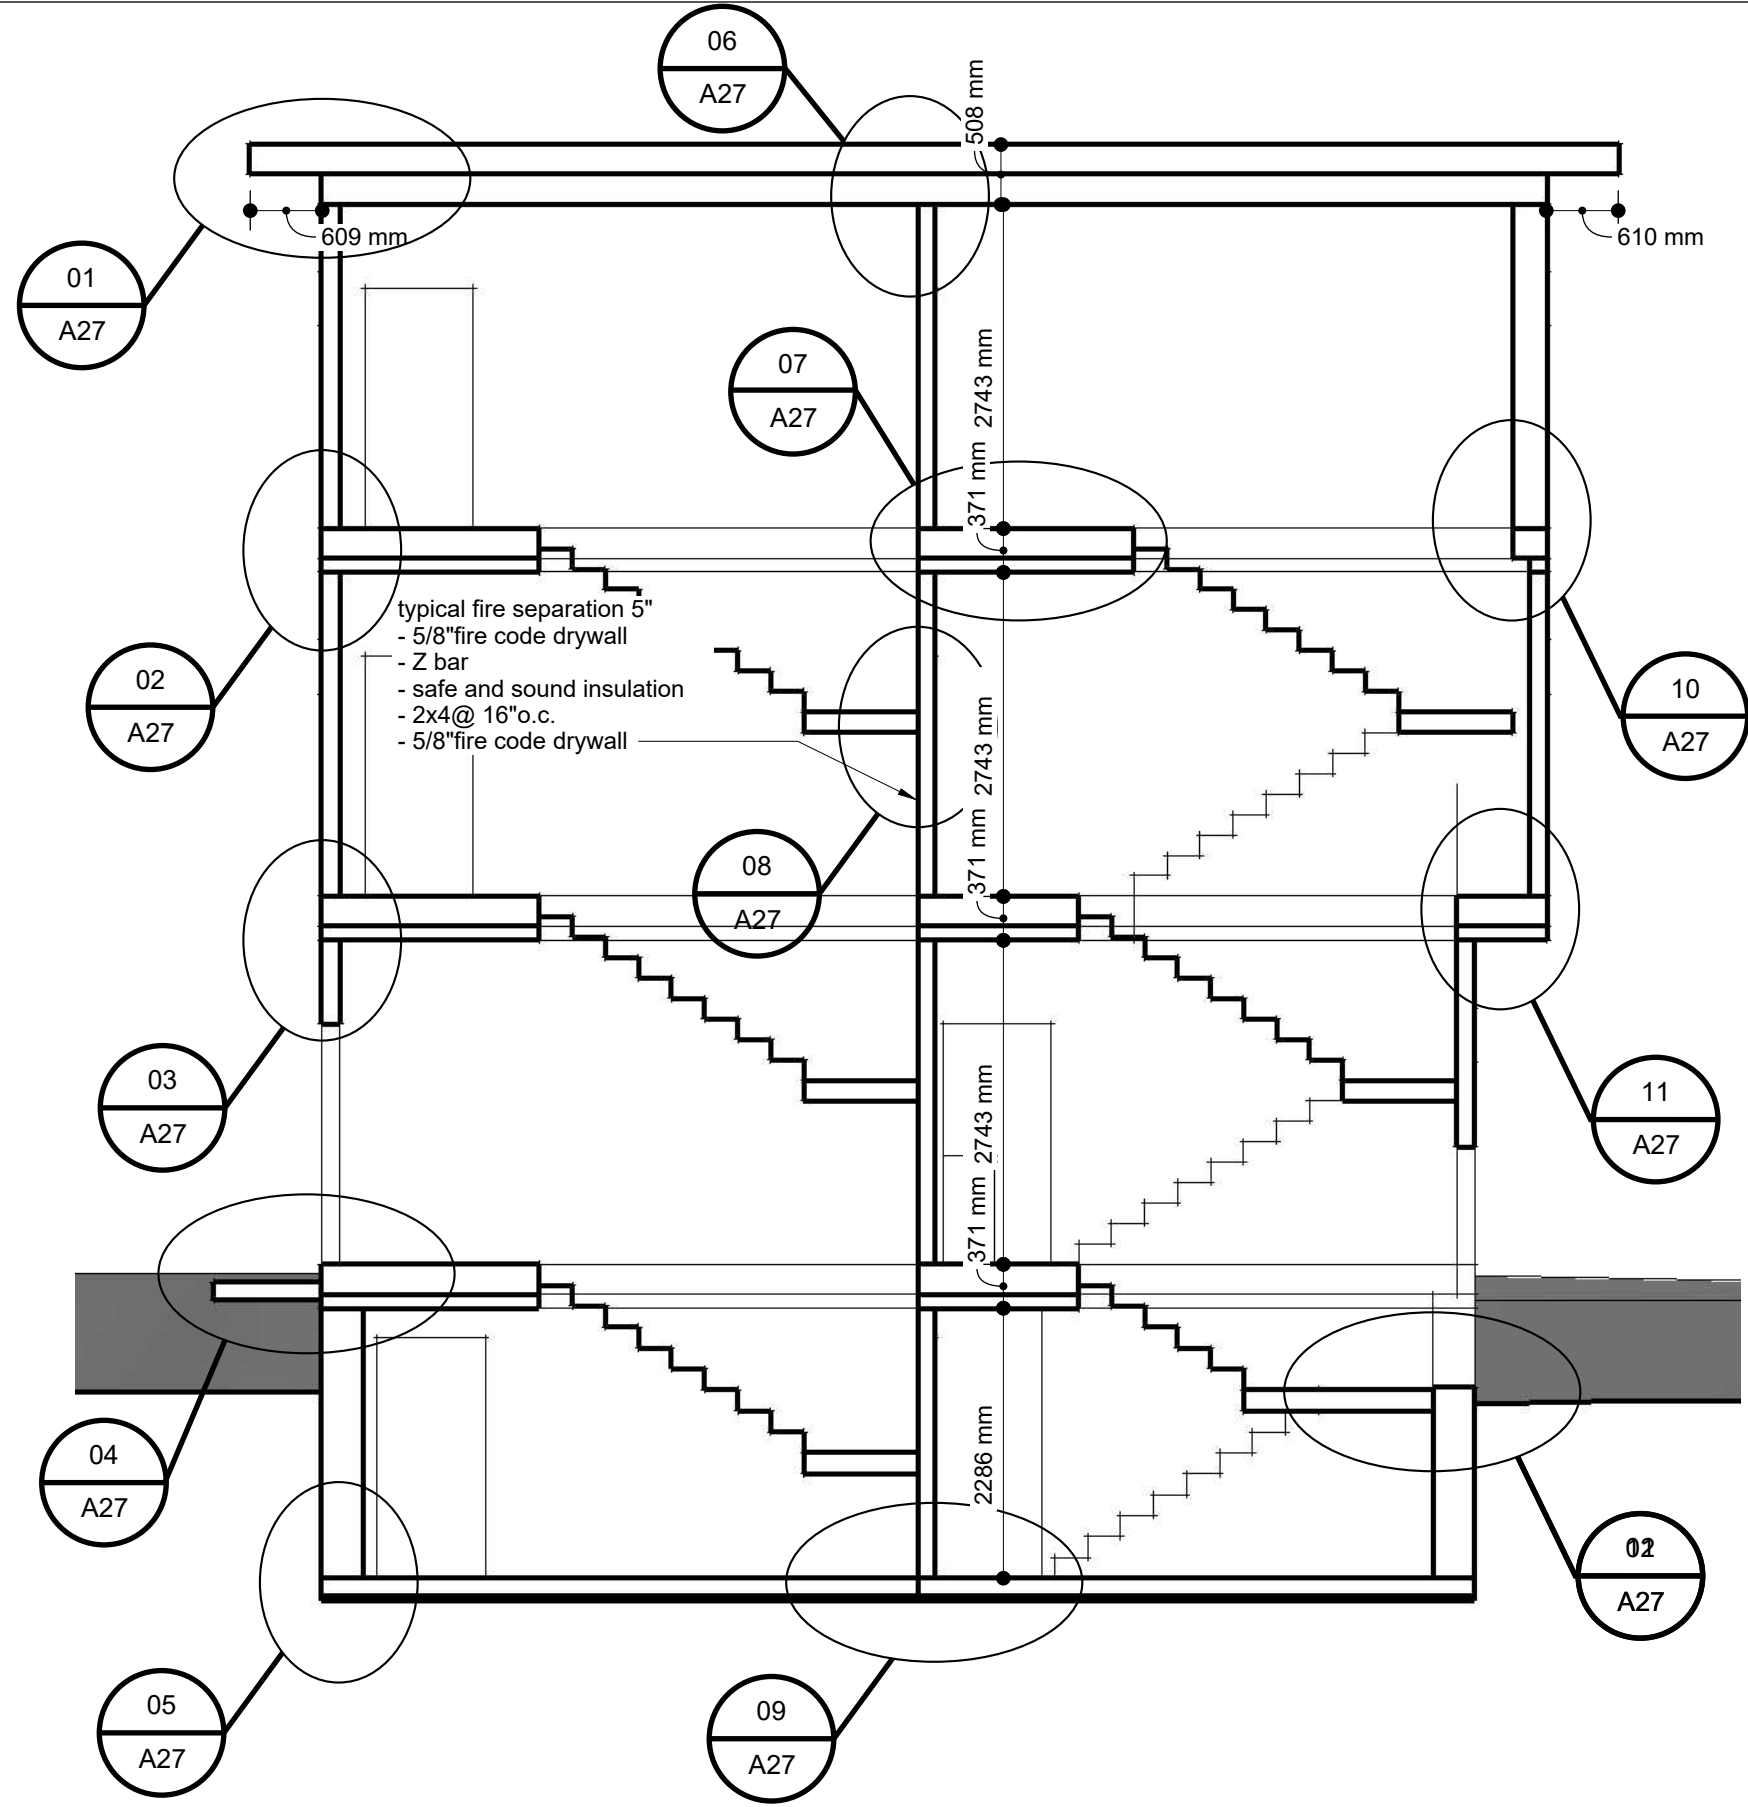 06
A27
508 mm
609 mm
610 mm
01
A27
07
A27
2743 mm
371 mm
typical fire separation 5"
- 5/8"fire code drywall
- Z bar
- safe and sound insulation
- 2x4@ 16"o.c.
- 5/8"fire code drywall
02
A27
10
A27
2743 mm
371 mm
08
A27
03
A27
2743 mm
371 mm
11
A27
04
A27
2286 mm
A27
05
A27
09
A27